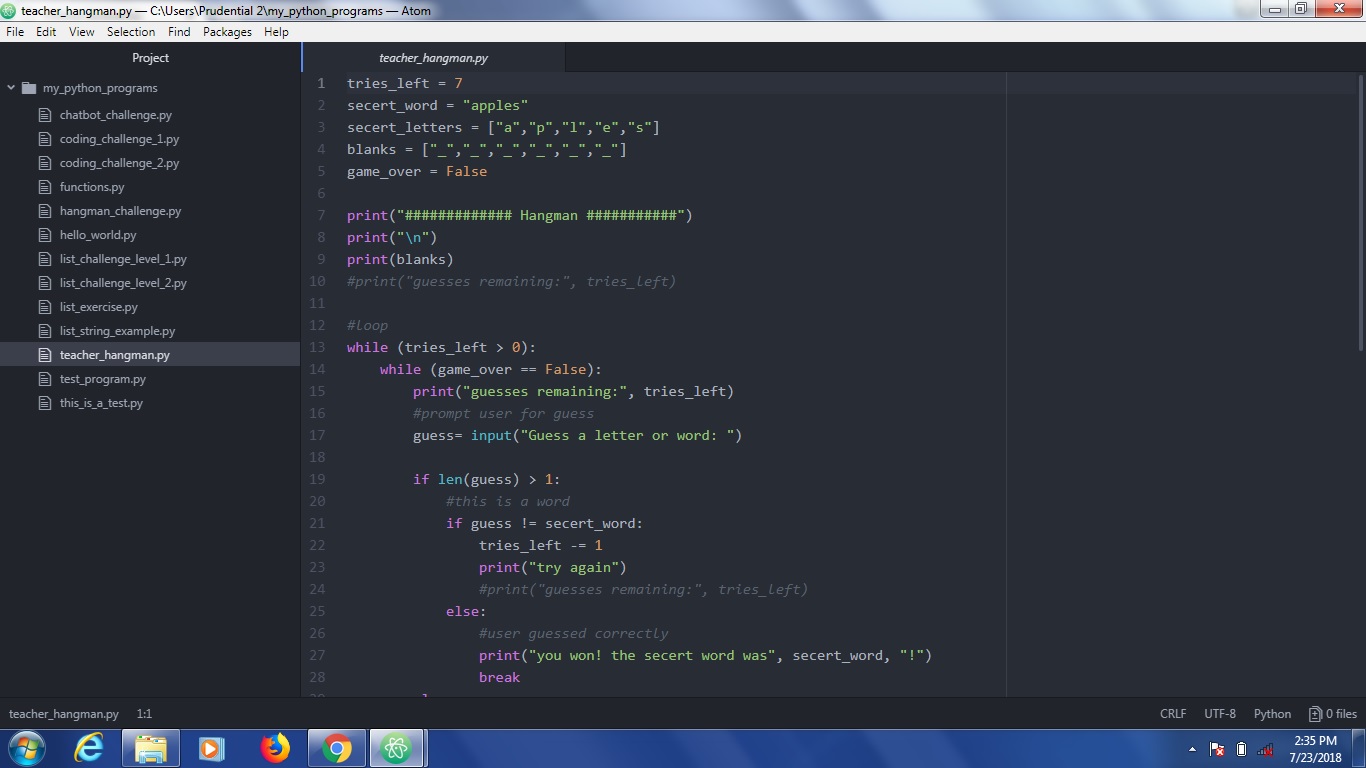 teacher_hangman.py — C:\Users\Prudential 2\my_python_programs — Atom
File Edit View Selection Find Packages Help
Project
my_python_programs
chatbot_challenge.py
coding_challenge_1.py
coding_challenge_2.py
functions.py
hangman_challenge.py
hello_world.py
list_challenge_level_1.py
list_challenge_level_2.py
list_exercise.py
list_string_example.py
teacher_hangman.py
test_program.py
this_is_a_test.py
teacher_hangman.py
1 tries_left = 7
2 secert_word = "apples"
3 secert_letters = ["a","p","l","e","s"]
4 blanks = ["_","_","_","_","_","_"]
5 game_over = False
6
7 print("############# Hangman ###########")
8 print("\n")
9 print(blanks)
10 #print("guesses remaining:", tries_left)
11
12 #loop
13 while (tries_left > 0):
14     while (game_over == False):
15         print("guesses remaining:", tries_left)
16         #prompt user for guess
17         guess= input("Guess a letter or word: ")
18
19         if len(guess) > 1:
20             #this is a word
21             if guess != secert_word:
22                 tries_left -= 1
23                 print("try again")
24                 #print("guesses remaining:", tries_left)
25             else:
26                 #user guessed correctly
27                 print("you won! the secert word was", secert_word, "!")
28                 break
teacher_hangman.py 1:1 CRLF UTF-8 Python 0 files
2:35 PM
7/23/2018